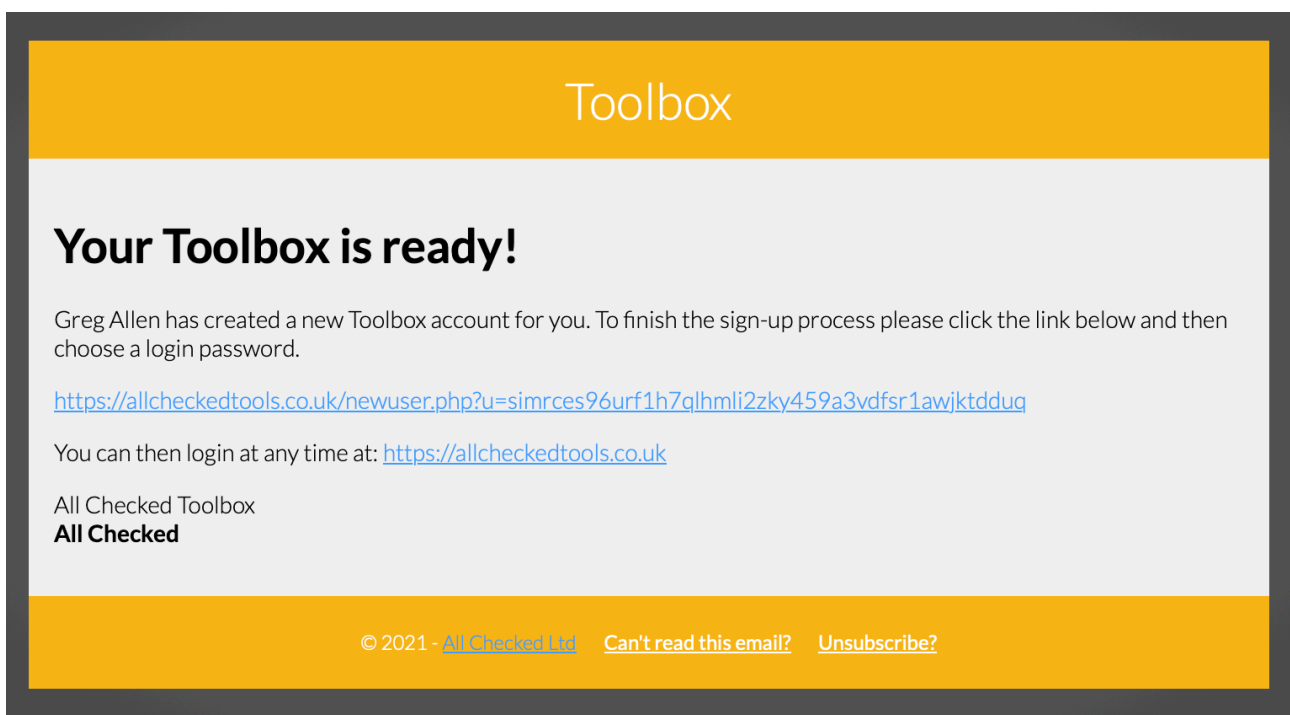 Toolbox
Your Toolbox is ready!
Greg Allen has created a new Toolbox account for you. To finish the sign-up process please click the link below and then
choose a login password.
https://allcheckedtools.co.uk/newuser.php?u=simrces96urf1h7qlhmli2zky459a3vdfsr1awjktdduq
You can then login at any time at: https://allcheckedtools.co.uk
All Checked Toolbox
All Checked
© 2021 - All Checked Ltd Can't read this email? Unsubscribe?